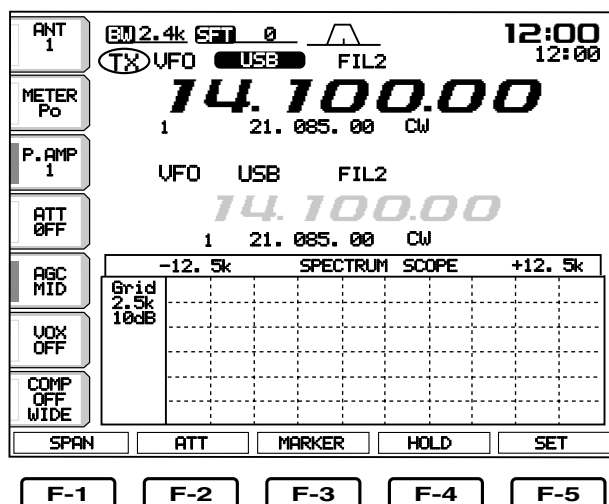 ANT
1
BW 2.4k SFT 0
12:00
12:00
TX VFO USB FIL2
METER
Po
14.100.00
1 21.085.00 CW
P.AMP
1
VFO USB FIL2
ATT
OFF
14.100.00
1 21.085.00 CW
AGC
MID
-12.5k SPECTRUM SCOPE +12.5k
Grid
2.5k
10dB
VOX
OFF
COMP
OFF
WIDE
SPAN ATT MARKER HOLD SET
F-1 F-2 F-3 F-4 F-5